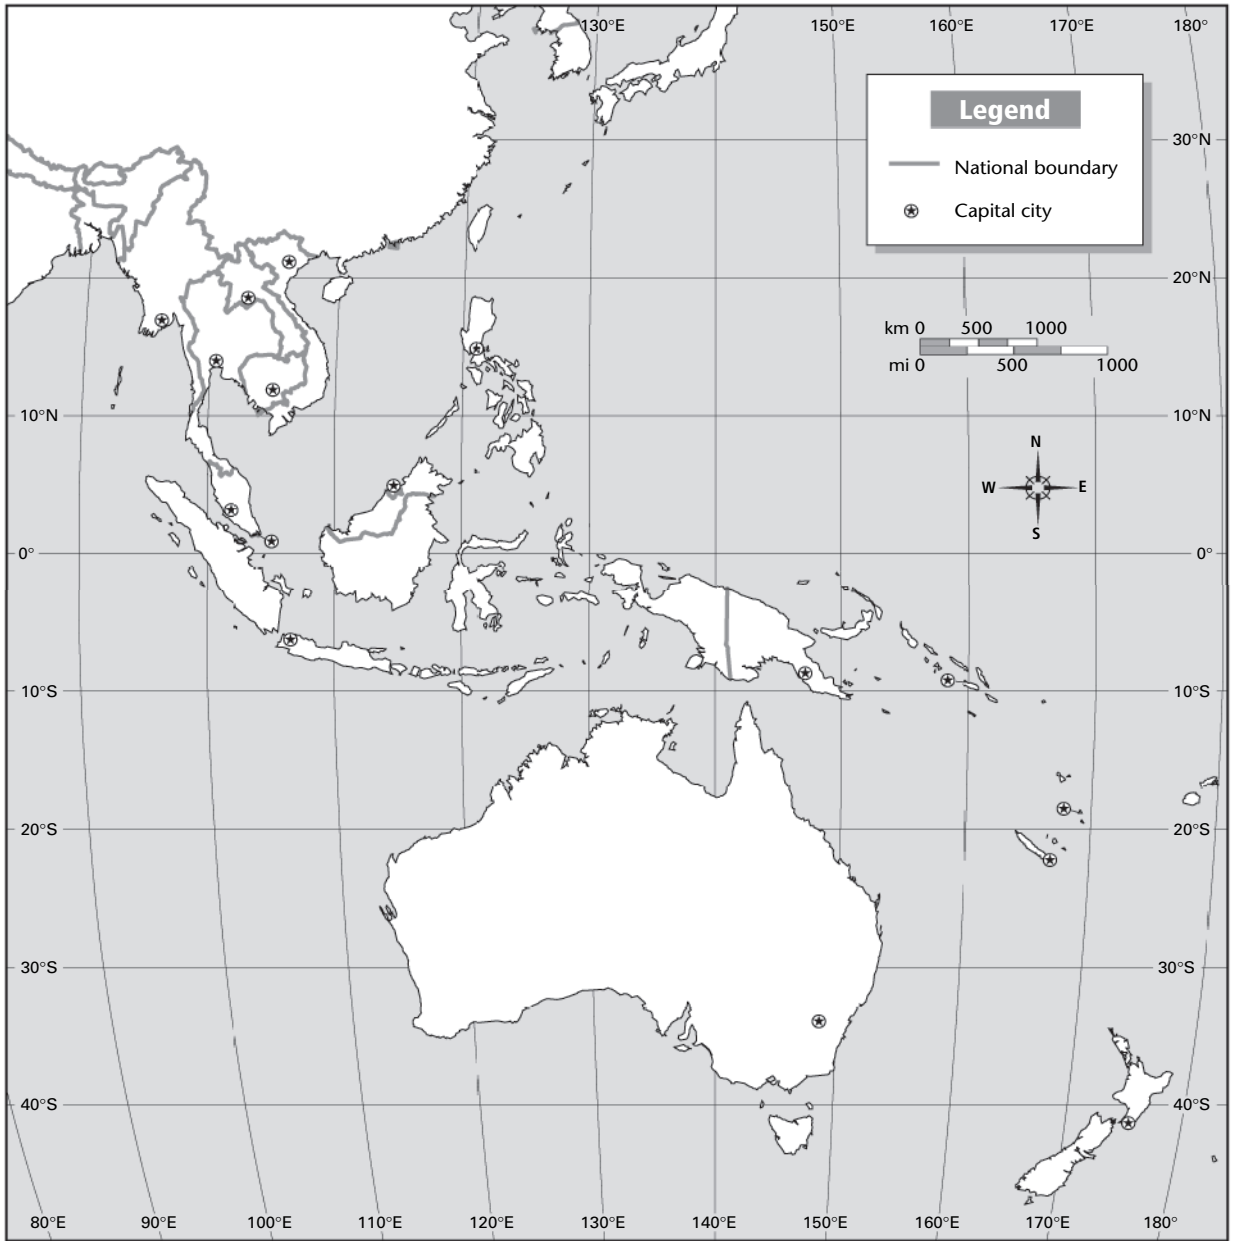 130°E 150°E 160°E 170°E 180°
Legend
National boundary
Capital city
30°N
20°N
km 0 500 1000
mi 0 500 1000
10°N 10°N
N
W E
S
0° 0°
10°S 10°S
20°S 20°S
30°S 30°S
40°S 40°S
80°E 90°E 100°E 110°E 120°E 130°E 140°E 150°E 160°E 170°E 180°